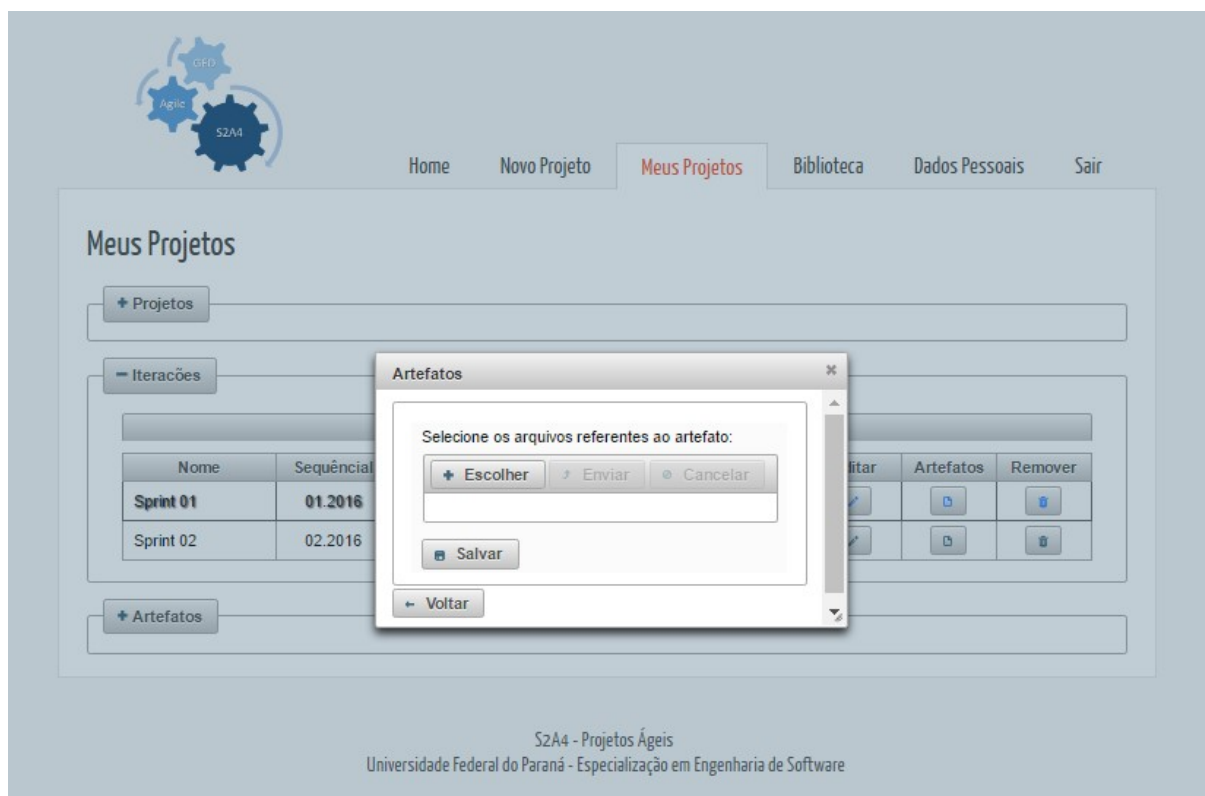 GED
Agile
S2A4
Home Novo Projeto Meus Projetos Biblioteca Dados Pessoais Sair
Meus Projetos
Projetos
Iteracões
Artefatos
Selecione os arquivos referentes ao artefato:
Escolher Enviar Cancelar
Salvar
Voltar
Nome Sequêncial Artefatos Remover
Sprint 01 01.2016
Sprint 02 02.2016
Artefatos
S2A4 - Projetos Ágeis
Universidade Federal do Paraná - Especialização em Engenharia de Software